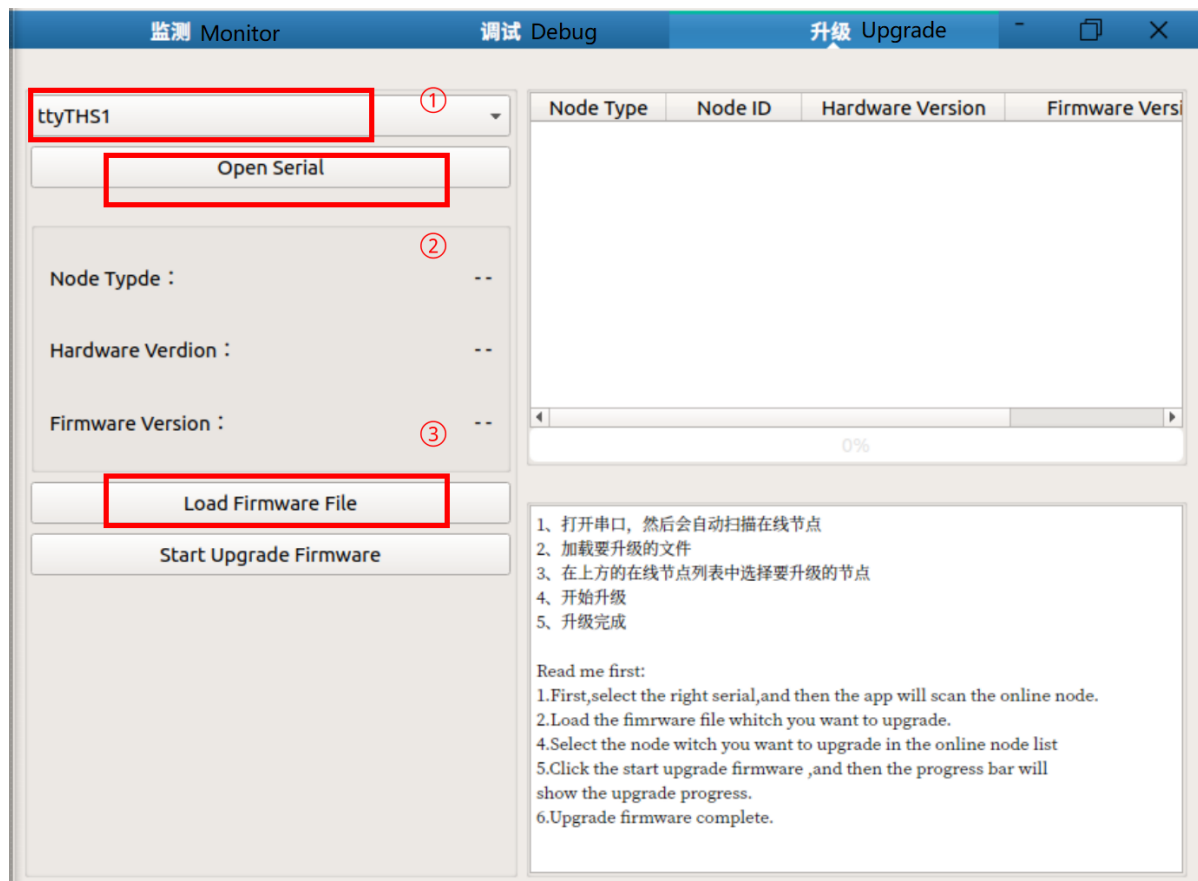 监测 Monitor
调试 Debug
升级 Upgrade
ttyTHS1
①
Open Serial
②
Node Typde：
--
Hardware Verdion：
--
Firmware Version：
--
③
Load Firmware File
Start Upgrade Firmware
Node Type
Node ID
Hardware Version
Firmware Versi
0%
1、打开串口，然后会自动扫描在线节点
2、加载要升级的文件
3、在上方的在线节点列表中选择要升级的节点
4、开始升级
5、升级完成
Read me first:
1.First,select the right serial,and then the app will scan the online node.
2.Load the fimrware file whitch you want to upgrade.
4.Select the node witch you want to upgrade in the online node list
5.Click the start upgrade firmware ,and then the progress bar will
show the upgrade progress.
6.Upgrade firmware complete.